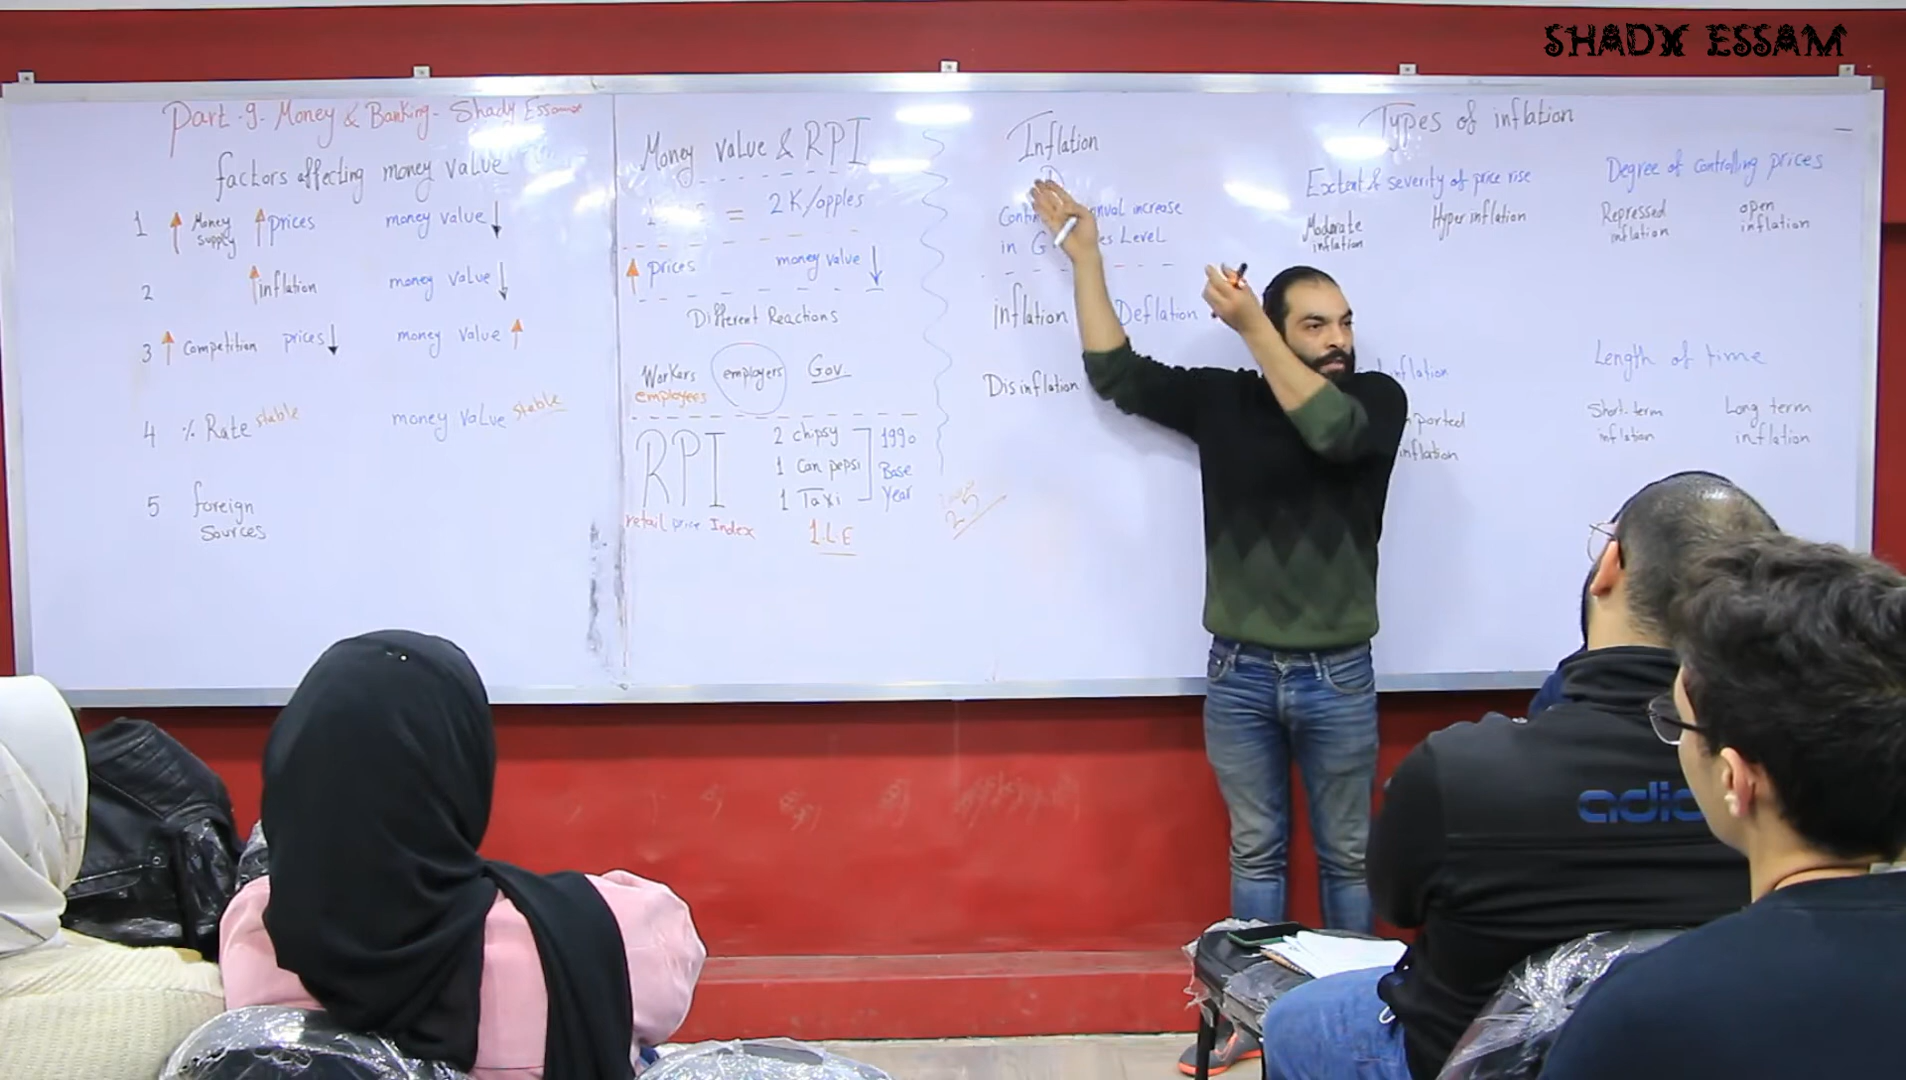 SHADY ESSAM
Part.9. Money & Banking - Shady Essam
factors affecting money value
1 Money supply prices money value
2 inflation money value
3 Competition prices money value
4 % Rate stable money value stable
5 foreign
Sources
Money value & RPI
= 2K/apples
prices money value
Different Reactions
Workers employers Gov
employees
RPI
retail price Index
2 chipsy
1 Can pepsi
1 Taxi
1990
Base
Year
1.L.E
2.5
Inflation
increase
in Level
inflation Deflation
Disinflation
Types of inflation
Extent & severity of price rise
Moderate
inflation
Hyper inflation
Degree of controlling prices
Repressed
inflation
open
inflation
inflation
inflation
Length of time
Short term
inflation
Long term
inflation
adid